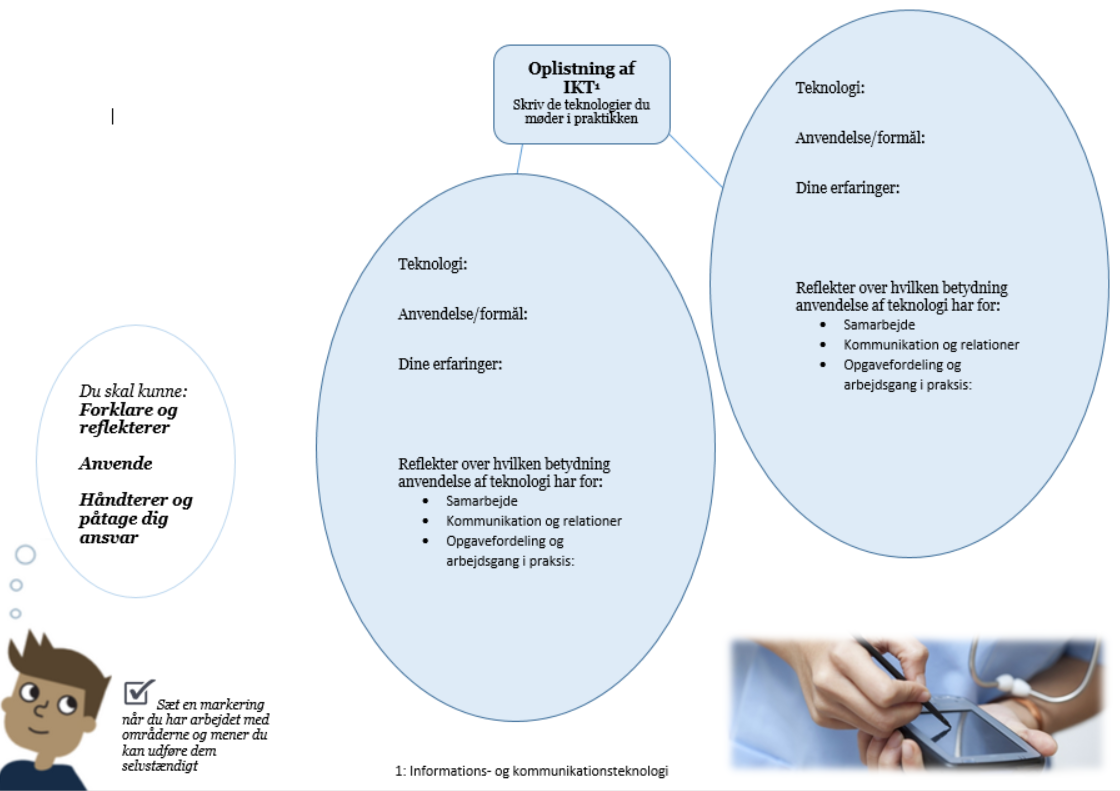 Oplistning af
IKT¹
Skriv de teknologier du
møder i praktikken
Teknologi:
Anvendelse/formål:
Dine erfaringer:
Reflekter over hvilken betydning
anvendelse af teknologi har for:
• Samarbejde
• Kommunikation og relationer
• Opgavefordeling og
arbejdsgang i praksis:
Teknologi:
Anvendelse/formål:
Dine erfaringer:
Reflekter over hvilken betydning
anvendelse af teknologi har for:
• Samarbejde
• Kommunikation og relationer
• Opgavefordeling og
arbejdsgang i praksis:
Du skal kunne:
Forklare og
reflekterer
Anvende
Håndterer og
påtage dig
ansvar
Sæt en markering
når du har arbejdet med
områderne og mener du
kan udføre dem
selvstændigt
1: Informations- og kommunikationsteknologi